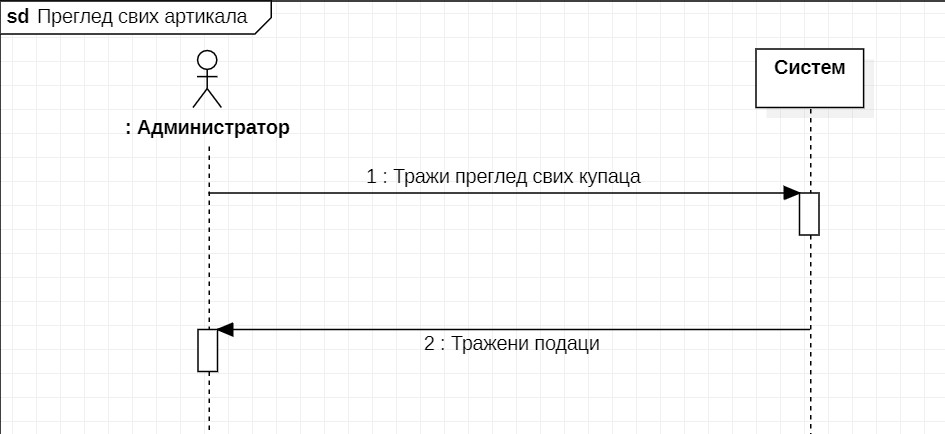 sd Преглед свих артикала
Систем
: Администратор
1 : Тражи преглед свих купаца
2 : Тражени подаци